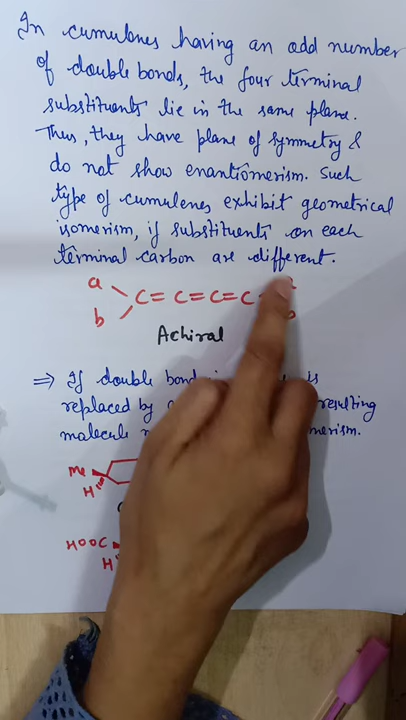 In cumulenes having an odd number
of double bonds, the four terminal
substituents lie in the same plane.
Thus, they have plane of symmetry &
do not show enantiomerism. Such
type of cumulenes exhibit geometrical
isomerism, if substituents on each
terminal carbon are different.
a
C=C=C=C
b
Achiral
⇒ If double bond
replaced by resulting
molecule
Me
H
HOOC
H